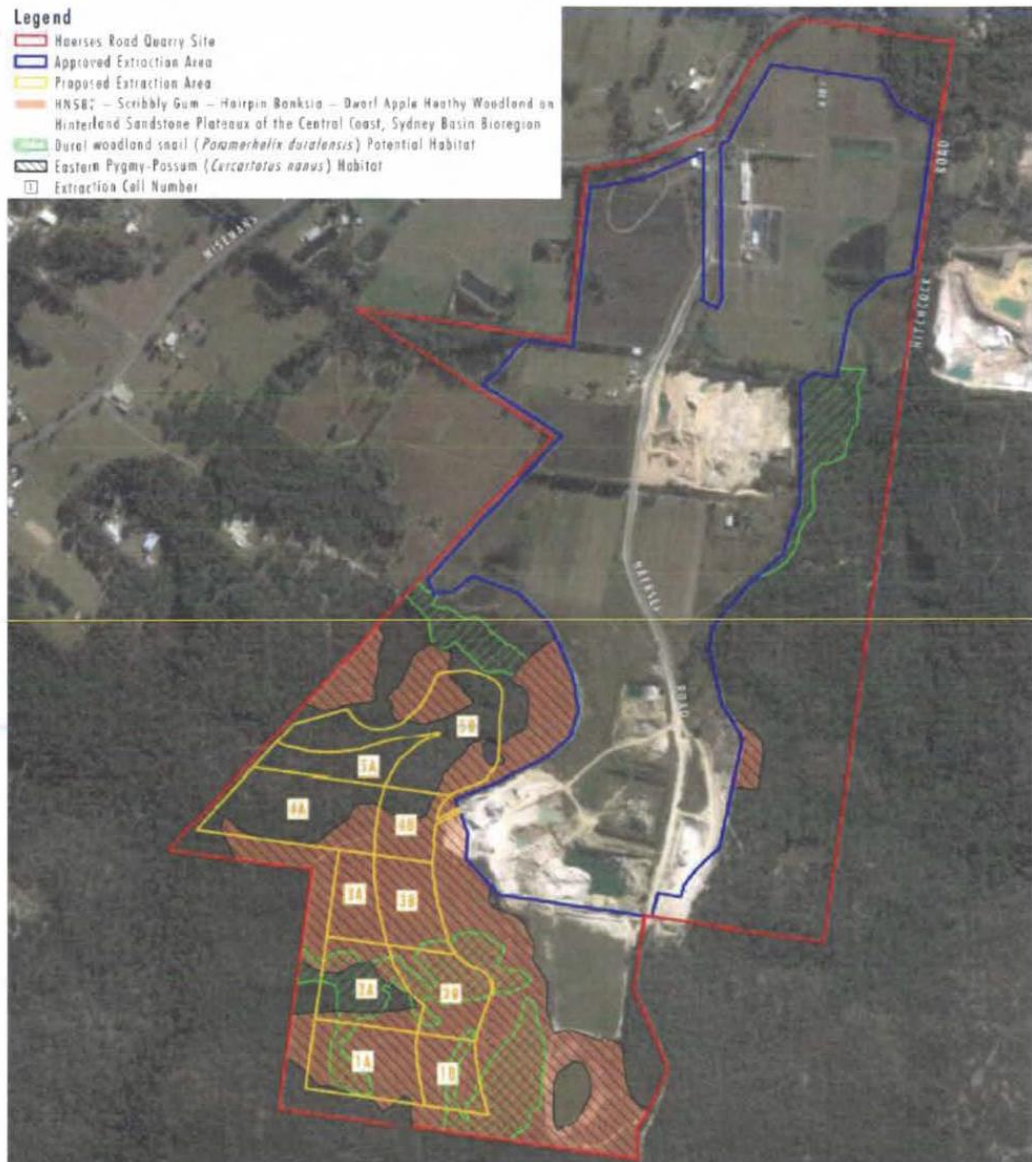 Legend
Haerses Road Quarry Site
Approved Extraction Area
Proposed Extraction Area
HN582 – Scribbly Gum – Hairpin Banksia – Dwarf Apple Heathy Woodland on
Hinterland Sandstone Plateaux of the Central Coast, Sydney Basin Bioregion
Dural woodland snail (Pommerhelix duralensis) Potential Habitat
Eastern Pygmy-Possum (Cercartetus nanus) Habitat
1 Extraction Cell Number
ROAD
ROAD
HITCHCOCK
WISEMANS
HAERSES
ROAD
5B
5A
4A
4B
3A
3B
2A
1A
1B